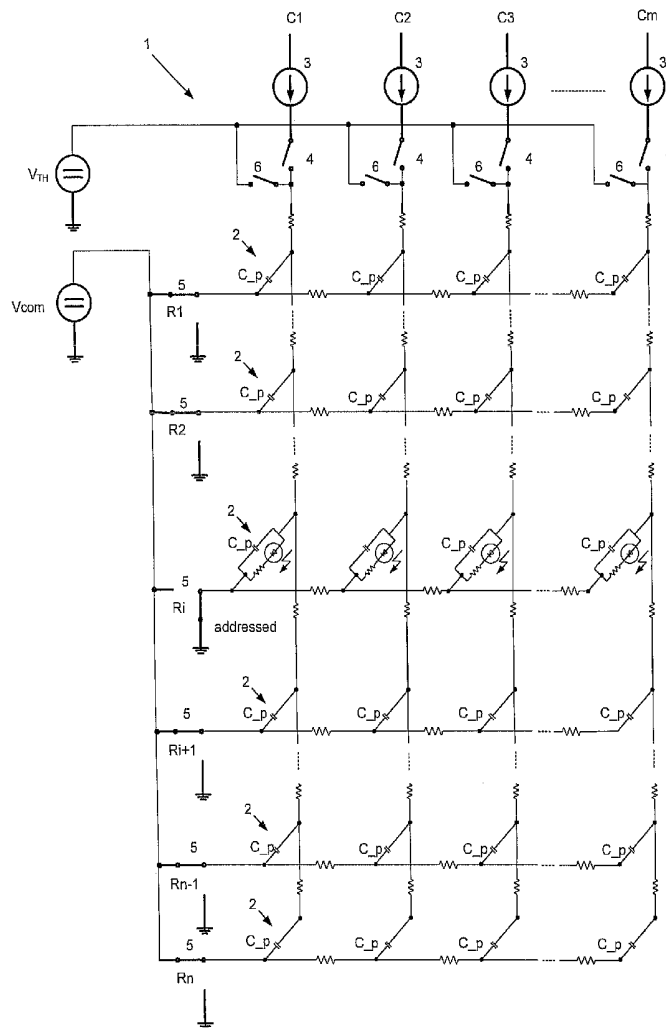 C1 C2 C3 Cm
1
3 3 3 3
6 4 6 4 6 4 6
V_TH
2
C_p C_p C_p C_p
5
Vcom
R1
2
C_p C_p C_p C_p
5
R2
2
C_p C_p C_p C_p
5
Ri
addressed
2
C_p C_p C_p C_p
5
Ri+1
2
C_p C_p C_p C_p
5
Rn-1
2
C_p C_p C_p C_p
5
Rn